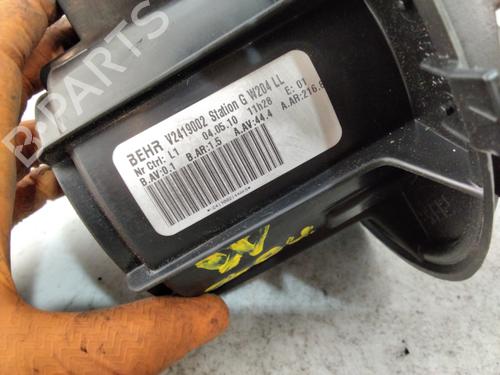 B-PARTS
BEHR V2419002 Station G W204 LL
Nr Ctrl: L1 04.05.10 11h28 E: 01
B.AV:0.1 B.AR:1.5 A.AV:44.4 A.AR:216.6